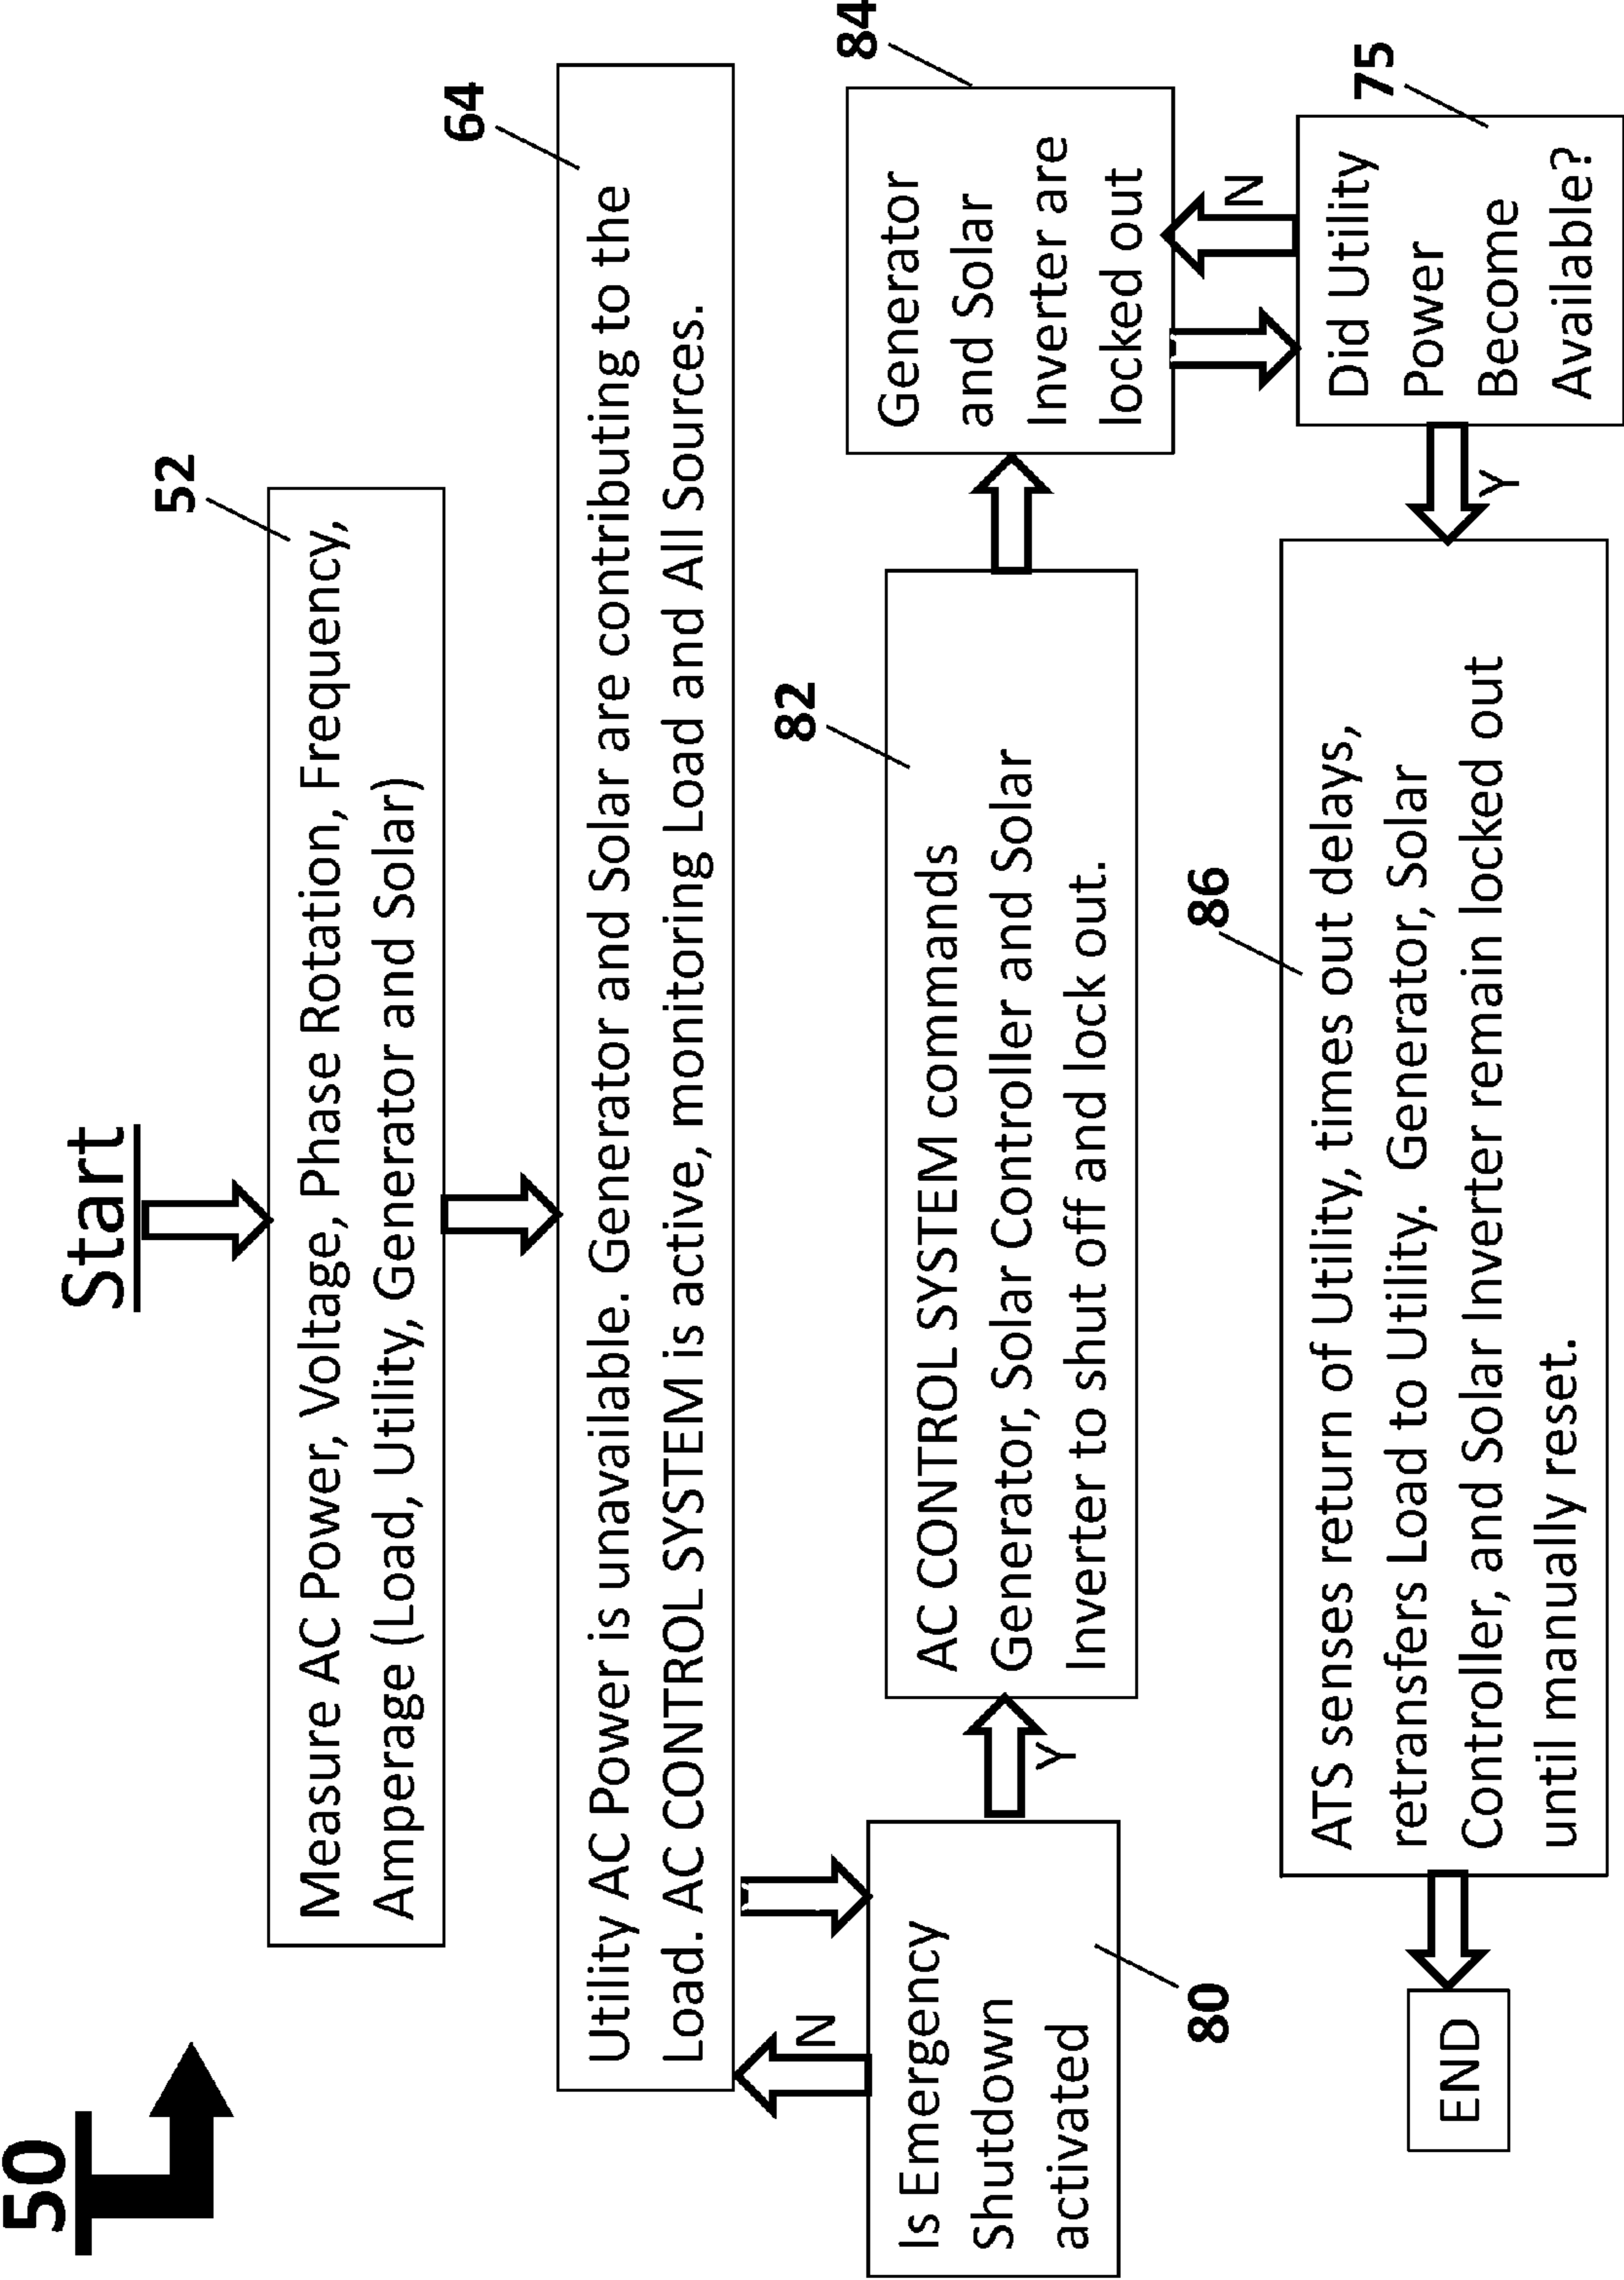 50
Start
52
Measure AC Power, Voltage, Phase Rotation, Frequency,
Amperage (Load, Utility, Generator and Solar)
64
Utility AC Power is unavailable. Generator and Solar are contributing to the
Load. AC CONTROL SYSTEM is active, monitoring Load and All Sources.
N
Is Emergency
Shutdown
activated
80
Y
82
AC CONTROL SYSTEM commands
Generator, Solar Controller and Solar
Inverter to shut off and lock out.
84
Generator
and Solar
Inverter are
locked out
N
75
Did Utility
Power
Become
Available?
Y
86
ATS senses return of Utility, times out delays,
retransfers Load to Utility.  Generator, Solar
Controller, and Solar Inverter remain locked out
until manually reset.
END